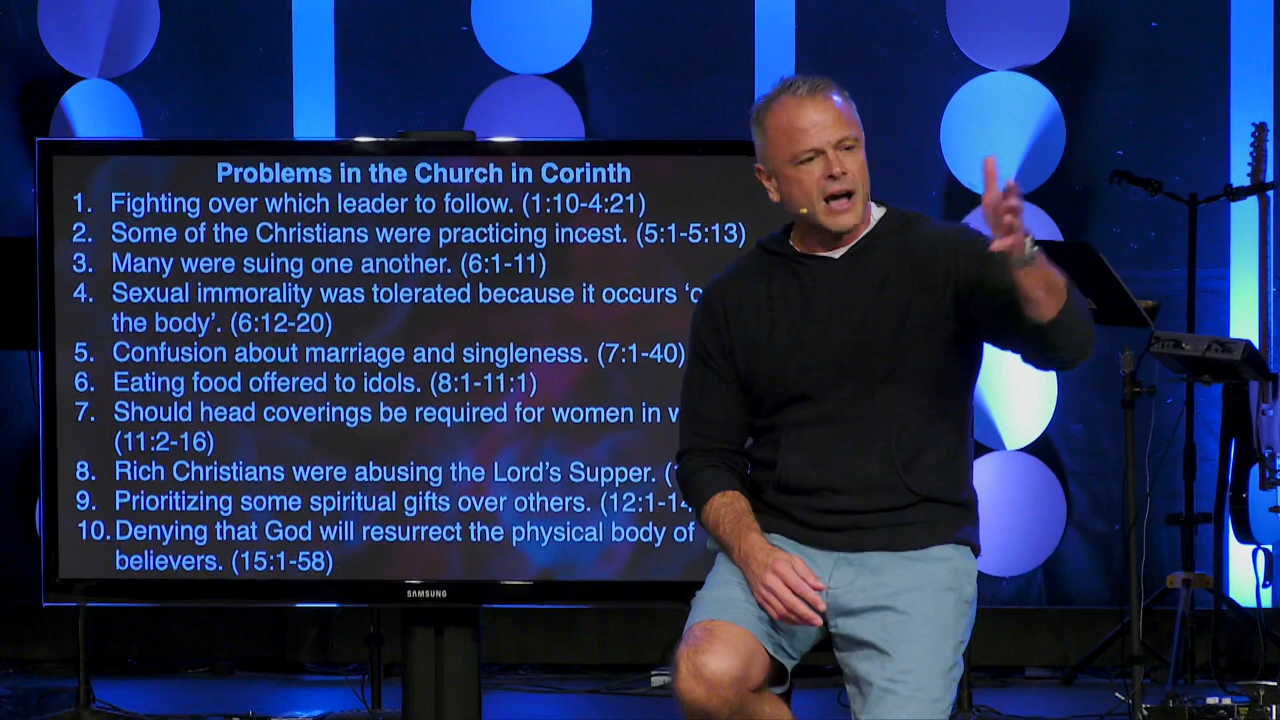 Problems in the Church in Corinth
1. Fighting over which leader to follow. (1:10-4:21)
2. Some of the Christians were practicing incest. (5:1-5:13)
3. Many were suing one another. (6:1-11)
4. Sexual immorality was tolerated because it occurs
the body’. (6:12-20)
5. Confusion about marriage and singleness. (7:1-40)
6. Eating food offered to idols. (8:1-11:1)
7. Should head coverings be required for women in
(11:2-16)
8. Rich Christians were abusing the Lord’s Supper.
9. Prioritizing some spiritual gifts over others. (12:1-14
10. Denying that God will resurrect the physical body of
believers. (15:1-58)
SAMSUNG